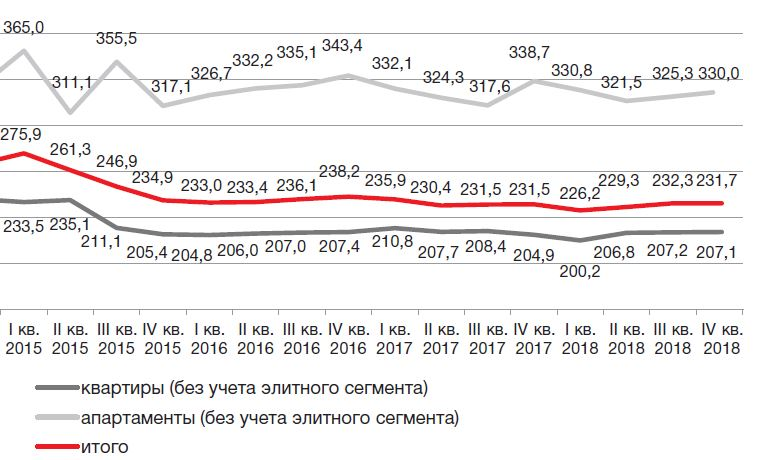 365,0 311,1 355,5 317,1 326,7 332,2 335,1 343,4 332,1 324,3 317,6 338,7 330,8 321,5 325,3 330,0
275,9 261,3 246,9 234,9 233,0 233,4 236,1 238,2 235,9 230,4 231,5 231,5 226,2 229,3 232,3 231,7
233,5 235,1 211,1 205,4 204,8 206,0 207,0 207,4 210,8 207,7 208,4 204,9 200,2 206,8 207,2 207,1
I кв. II кв. III кв. IV кв. I кв. II кв. III кв. IV кв. I кв. II кв. III кв. IV кв. I кв. II кв. III кв. IV кв.
2015 2015 2015 2015 2016 2016 2016 2016 2017 2017 2017 2017 2018 2018 2018 2018
квартиры (без учета элитного сегмента)
апартаменты (без учета элитного сегмента)
итого